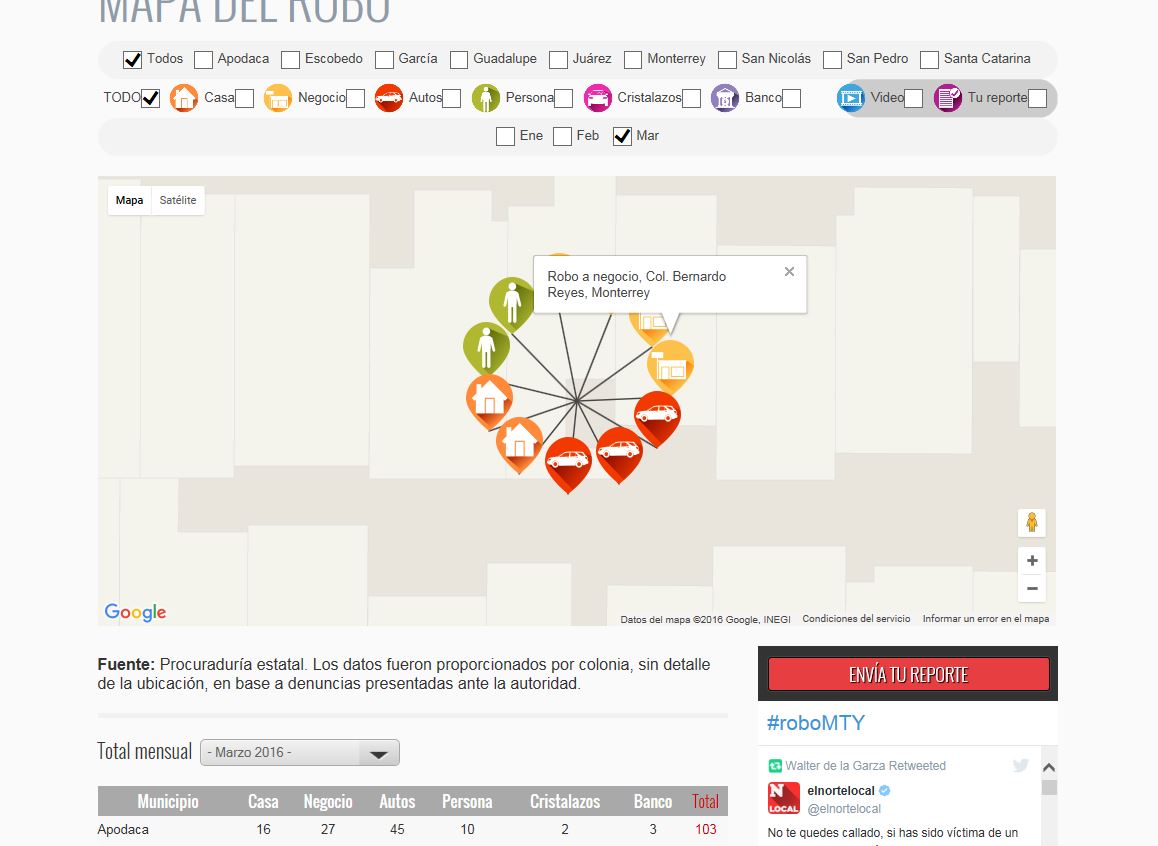 MAPA DEL ROBO
Todos Apodaca Escobedo García Guadalupe Juárez Monterrey San Nicolás San Pedro Santa Catarina
TODO Casa Negocio Autos Persona Cristalazos Banco Video Tu reporte
Ene Feb Mar
Mapa Satélite
Robo a negocio, Col. Bernardo
Reyes, Monterrey
Google
Datos del mapa ©2016 Google, INEGI Condiciones del servicio Informar un error en el mapa
Fuente: Procuraduría estatal. Los datos fueron proporcionados por colonia, sin detalle
de la ubicación, en base a denuncias presentadas ante la autoridad.
Total mensual - Marzo 2016 -
Municipio Casa Negocio Autos Persona Cristalazos Banco Total
Apodaca 16 27 45 10 2 3 103
ENVÍA TU REPORTE
#roboMTY
Walter de la Garza Retweeted
N
LOCAL
elnortelocal
@elnortelocal
No te quedes callado, si has sido víctima de un